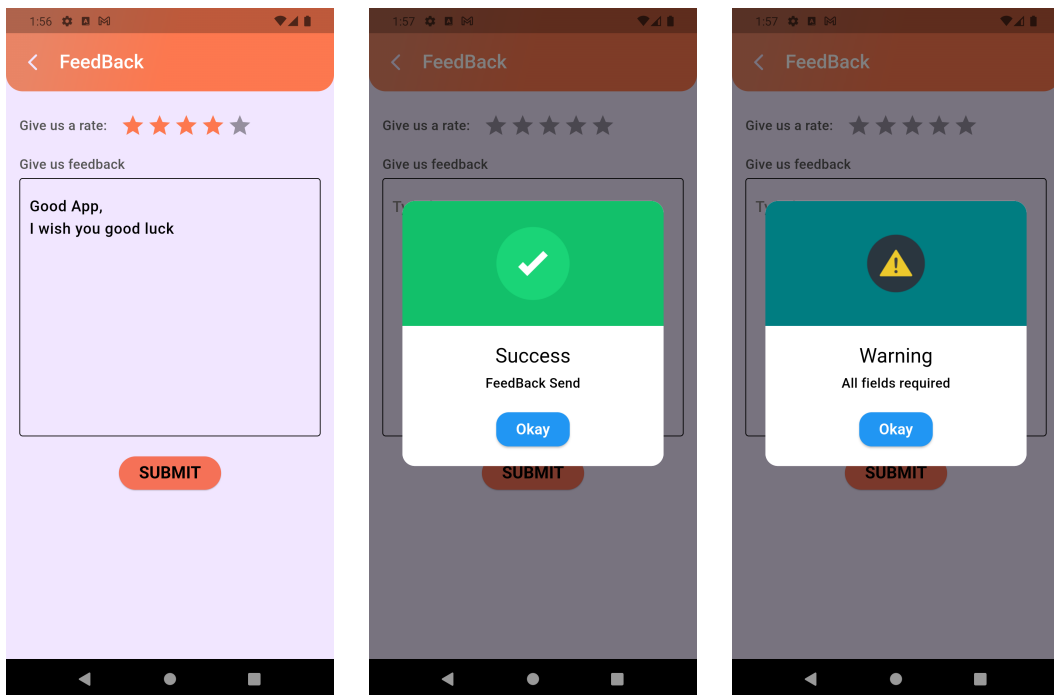 1:56
FeedBack
Give us a rate:
Give us feedback
Good App,
I wish you good luck
SUBMIT
1:57
FeedBack
Give us a rate:
Give us feedback
Success
FeedBack Send
Okay
SUBMIT
1:57
FeedBack
Give us a rate:
Give us feedback
Warning
All fields required
Okay
SUBMIT